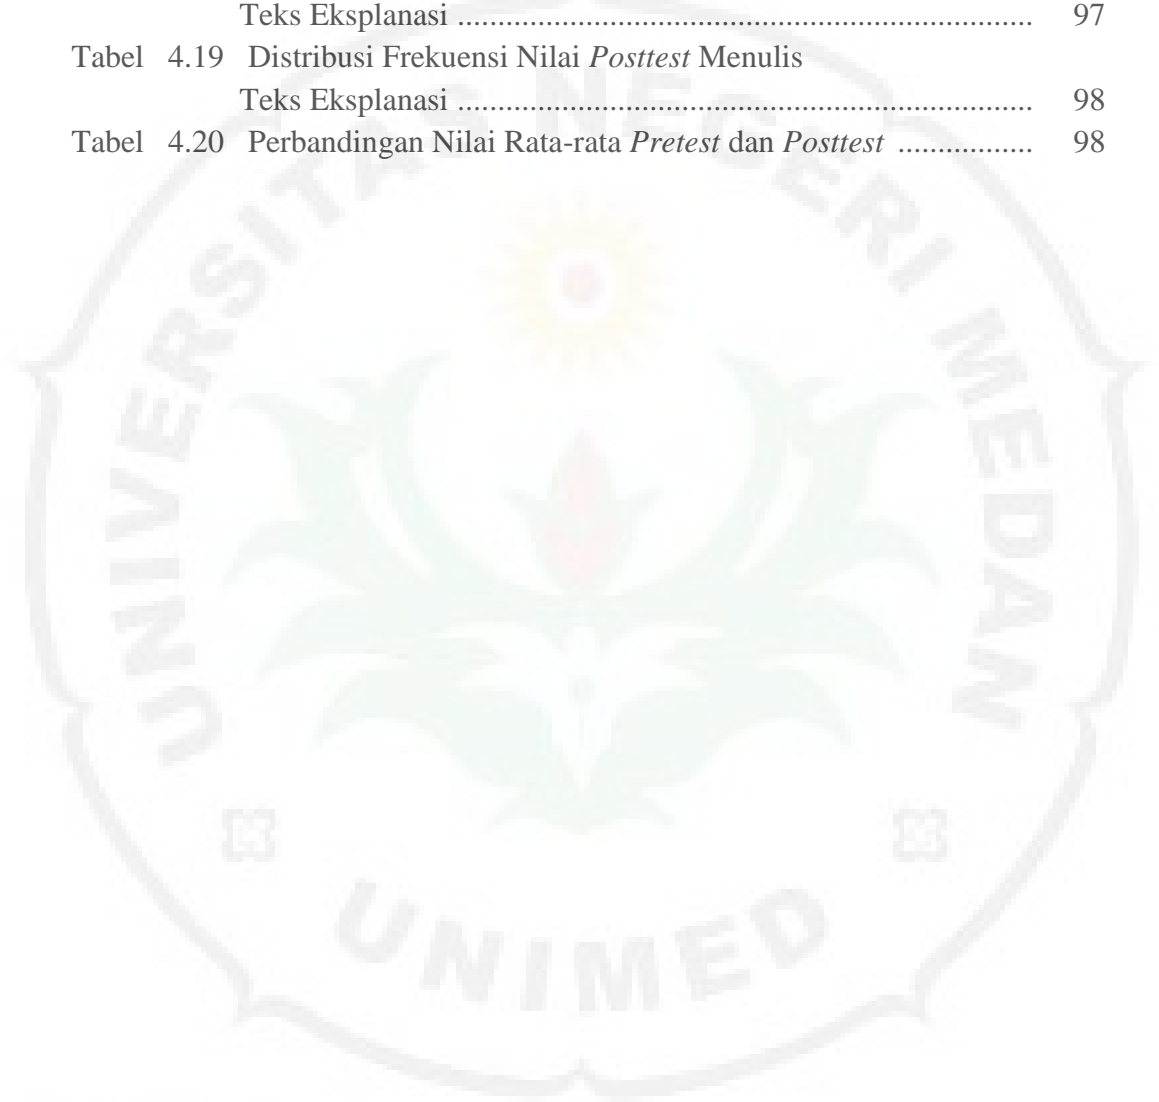 Teks Eksplanasi ....................................................................... 97
Tabel 4.19 Distribusi Frekuensi Nilai Posttest Menulis
Teks Eksplanasi ....................................................................... 98
Tabel 4.20 Perbandingan Nilai Rata-rata Pretest dan Posttest ................. 98
UNIVERSITAS NEGERI MEDAN
UNIMED